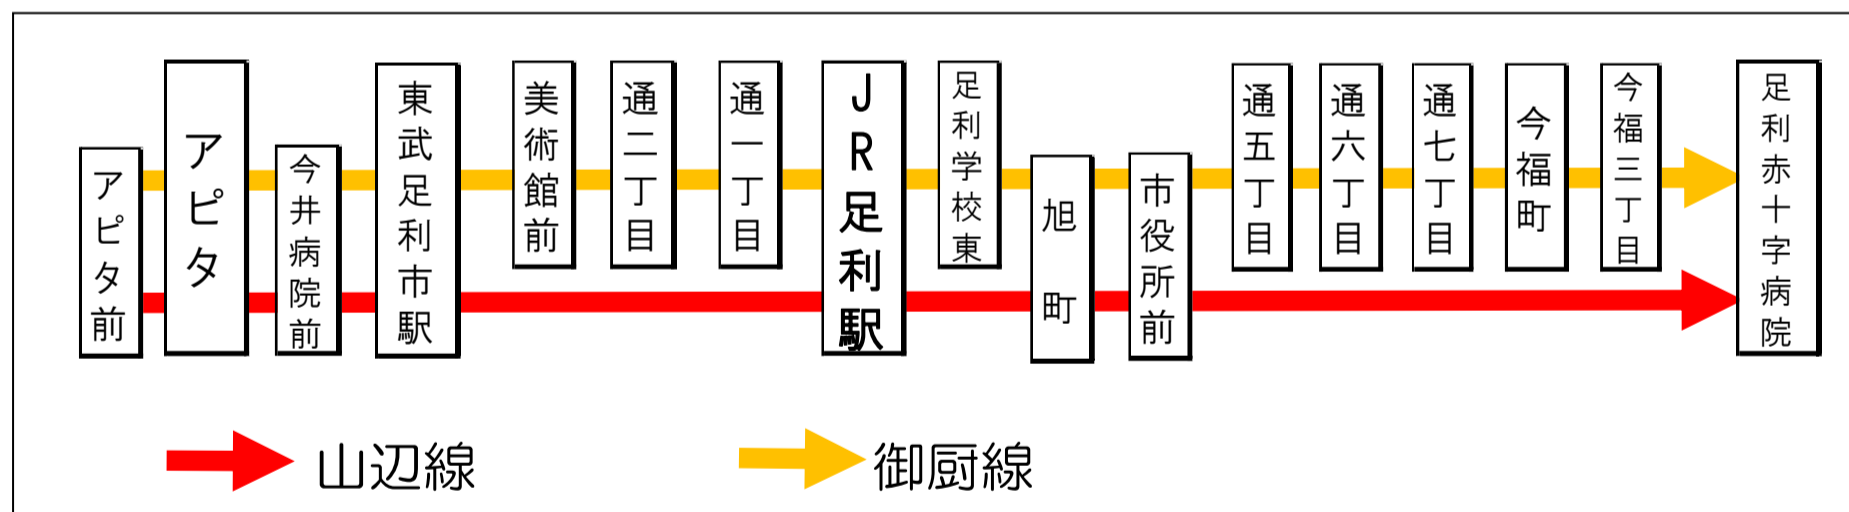 アピタ前
アピタ
今井病院前
東武足利市駅
美術館前
通二丁目
通一丁目
JR足利駅
足利学校東
旭町
市役所前
通五丁目
通六丁目
通七丁目
今福町
今福三丁目
足利赤十字病院
山辺線
御厨線